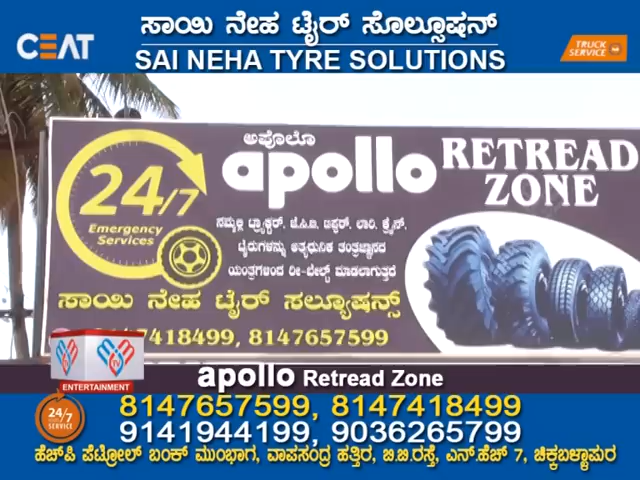 CEAT
ಸಾಯಿ ನೇಹ ಟೈರ್ ಸೊಲ್ಯೂಷನ್
SAI NEHA TYRE SOLUTIONS
TRUCK
SERVICE
24/7
Emergency
Services
ಅಪೊಲೊ
apollo
RETREAD
ZONE
ನಮ್ಮಲ್ಲಿ ಟ್ರ್ಯಾಕ್ಟರ್, ಜೆ.ಸಿ.ಬಿ, ಟಿಪ್ಪರ್, ಲಾರಿ, ಕ್ರೈನ್,
ಟೈರುಗಳನ್ನು ಅತ್ಯಧುನಿಕ ತಂತ್ರಜ್ಞಾನದ
ಯಂತ್ರಗಳಿಂದ ರೀ-ಬೇಲ್ಟ್ ಮಾಡಲಾಗುತ್ತದೆ
ಸಾಯಿ ನೇಹ ಟೈರ್ ಸಲ್ಯೂಷನ್ಸ್
7418499, 8147657599
TV
ENTERTAINMENT
apollo Retread Zone
24/7
SERVICE
8147657599, 8147418499
9141944199, 9036265799
ಹೆಚ್‌ಪಿ ಪೆಟ್ರೋಲ್ ಬಂಕ್ ಮುಂಭಾಗ, ವಾಪಸಂದ್ರ ಹತ್ತಿರ, ಬಿ.ಬಿ.ರಸ್ತೆ, ಎನ್.ಹೆಚ್ 7, ಚಿಕ್ಕಬಳ್ಳಾಪುರ